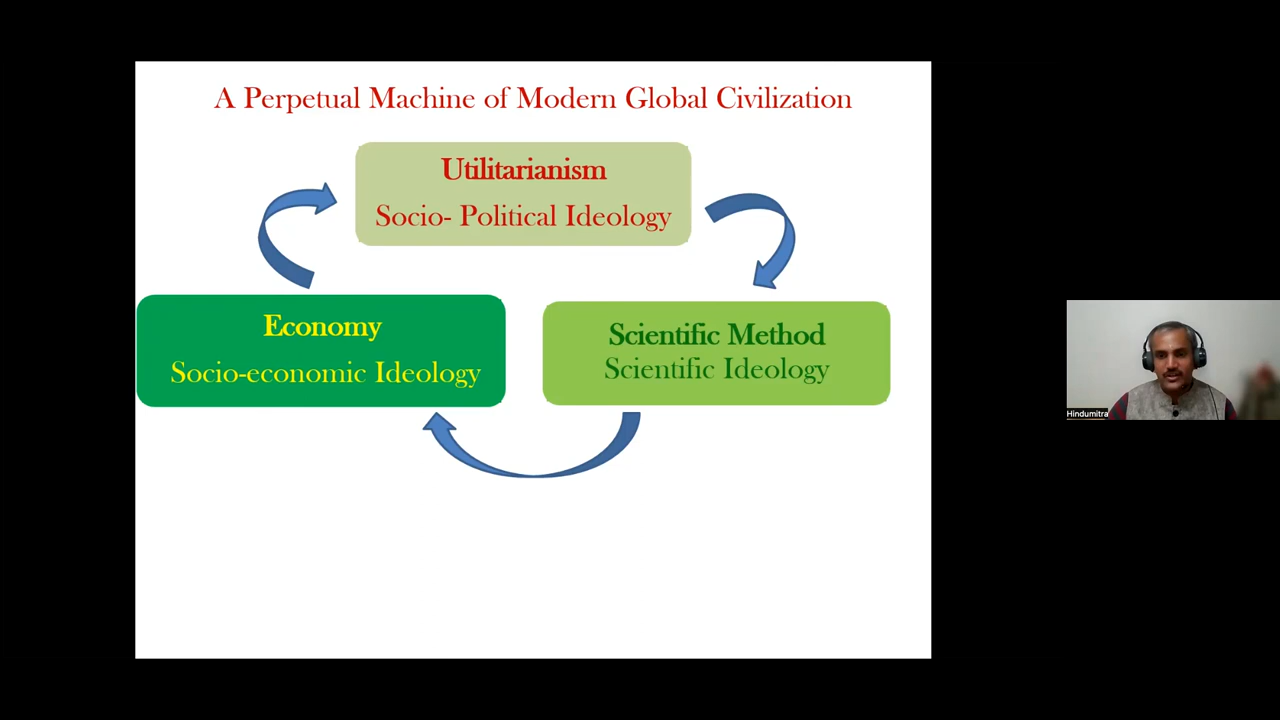 A Perpetual Machine of Modern Global Civilization
Utilitarianism
Socio- Political Ideology
Economy
Socio-economic Ideology
Scientific Method
Scientific Ideology
Hindumitra